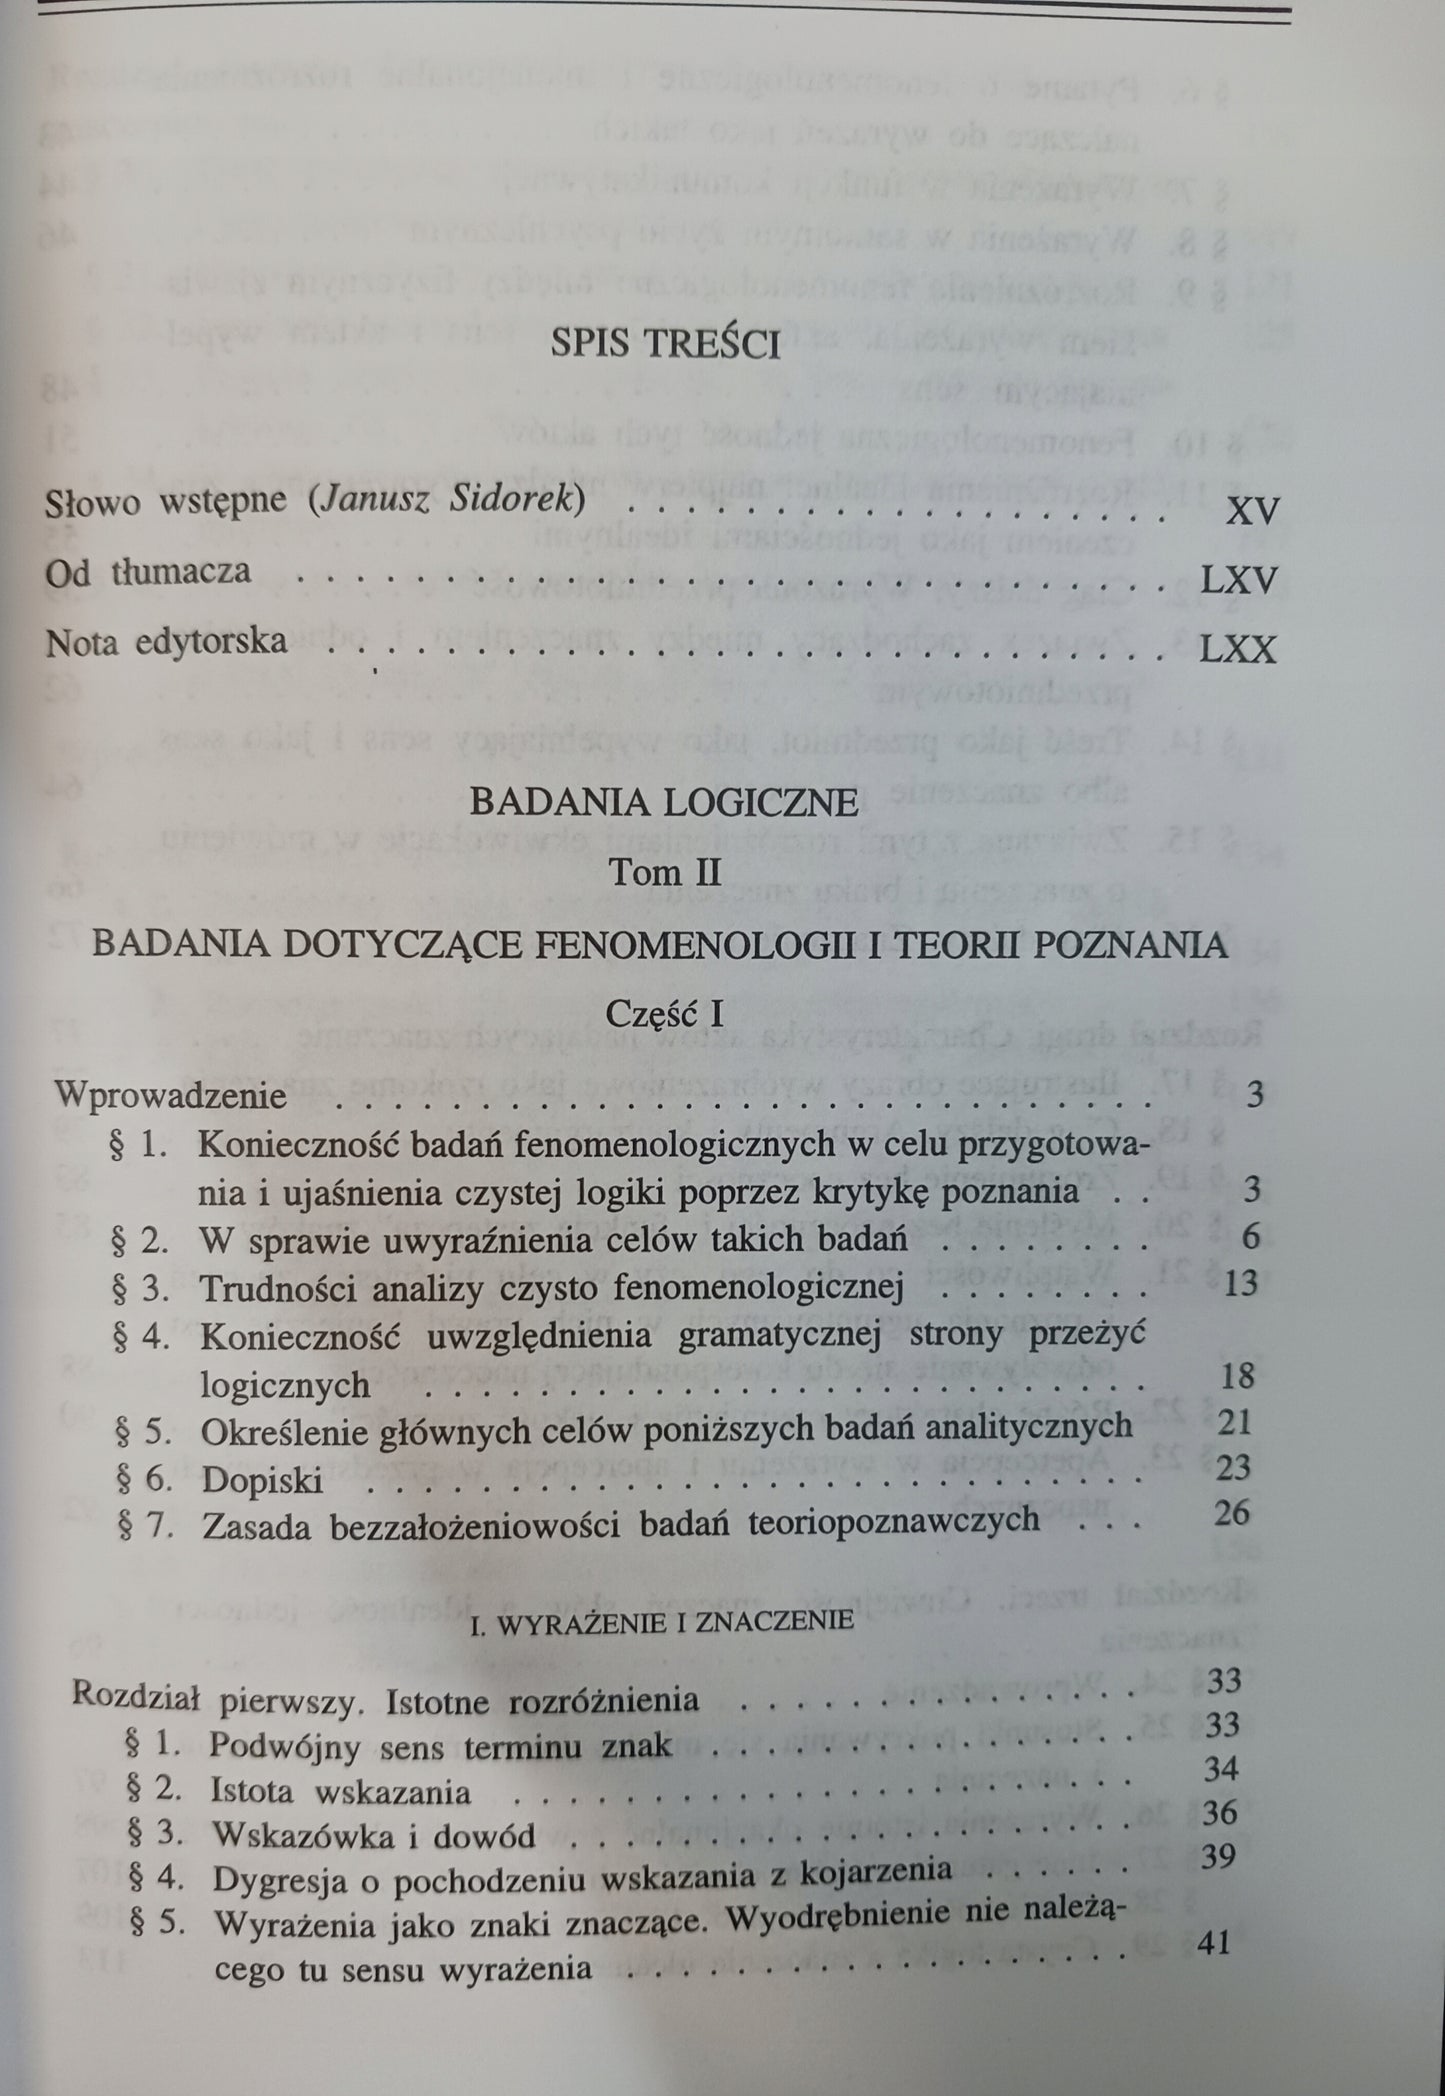 SPIS TREŚCI
Słowo wstępne (Janusz Sidorek) . . . . . . . . . . . . . . . . . . . XV
Od tłumacza . . . . . . . . . . . . . . . . . . . . . . . . . . . . . . LXV
Nota edytorska . . . . . . . . . . . . . . . . . . . . . . . . . . . . . LXX
BADANIA LOGICZNE
Tom II
BADANIA DOTYCZĄCE FENOMENOLOGII I TEORII POZNANIA
Część I
Wprowadzenie . . . . . . . . . . . . . . . . . . . . . . . . . . . . . 3
§ 1. Konieczność badań fenomenologicznych w celu przygotowa-
nia i ujaśnienia czystej logiki poprzez krytykę poznania . . 3
§ 2. W sprawie uwyraźnienia celów takich badań . . . . . . . . 6
§ 3. Trudności analizy czysto fenomenologicznej . . . . . . . . 13
§ 4. Konieczność uwzględnienia gramatycznej strony przeżyć
logicznych . . . . . . . . . . . . . . . . . . . . . . . . . . 18
§ 5. Określenie głównych celów poniższych badań analitycznych 21
§ 6. Dopiski . . . . . . . . . . . . . . . . . . . . . . . . . . . . 23
§ 7. Zasada bezzałożeniowości badań teoriopoznawczych . . . 26
I. WYRAŻENIE I ZNACZENIE
Rozdział pierwszy. Istotne rozróżnienia . . . . . . . . . . . . . . . 33
§ 1. Podwójny sens terminu znak . . . . . . . . . . . . . . . . 33
§ 2. Istota wskazania . . . . . . . . . . . . . . . . . . . . . . . 34
§ 3. Wskazówka i dowód . . . . . . . . . . . . . . . . . . . . . 36
§ 4. Dygresja o pochodzeniu wskazania z kojarzenia . . . . . . 39
§ 5. Wyrażenia jako znaki znaczące. Wyodrębnienie nie należą-
cego tu sensu wyrażenia . . . . . . . . . . . . . . . . . . . 41